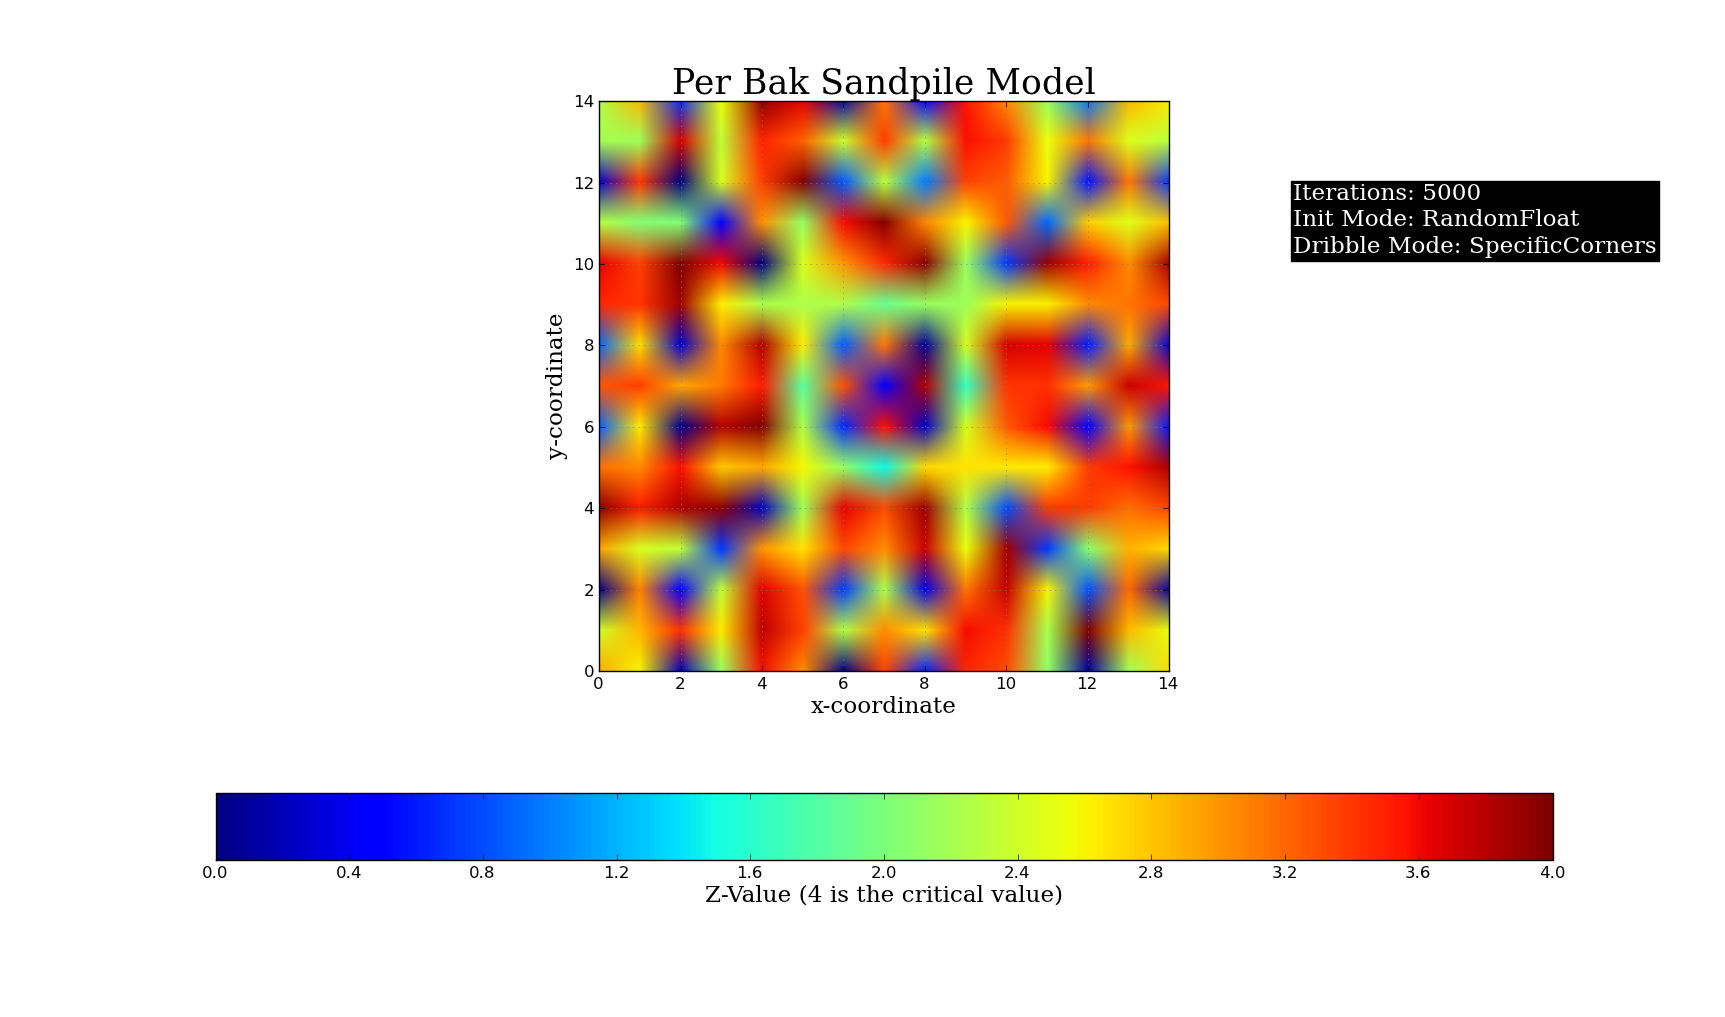 Per Bak Sandpile Model
14
12
10
8
6
4
2
0
y-coordinate
0 2 4 6 8 10 12 14
x-coordinate
Iterations: 5000
Init Mode: RandomFloat
Dribble Mode: SpecificCorners
0.0 0.4 0.8 1.2 1.6 2.0 2.4 2.8 3.2 3.6 4.0
Z-Value (4 is the critical value)